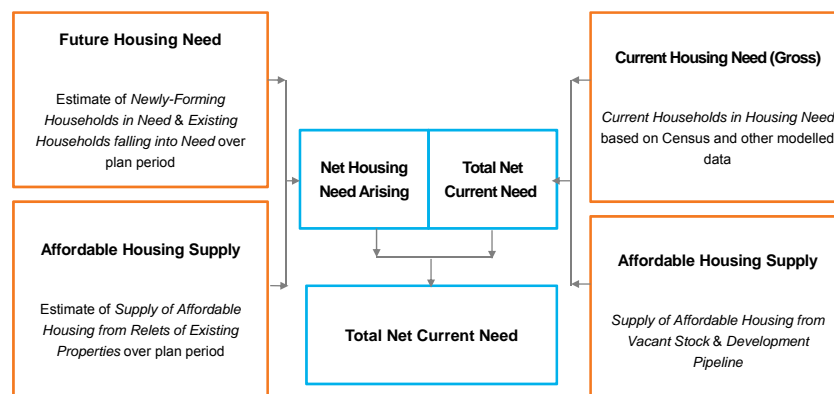 Future Housing Need
Estimate of Newly-Forming
Households in Need & Existing
Households falling into Need over
plan period
Affordable Housing Supply
Estimate of Supply of Affordable
Housing from Relets of Existing
Properties over plan period
Net Housing
Need Arising
Total Net
Current Need
Total Net Current Need
Current Housing Need (Gross)
Current Households in Housing Need
based on Census and other modelled
data
Affordable Housing Supply
Supply of Affordable Housing from
Vacant Stock & Development
Pipeline